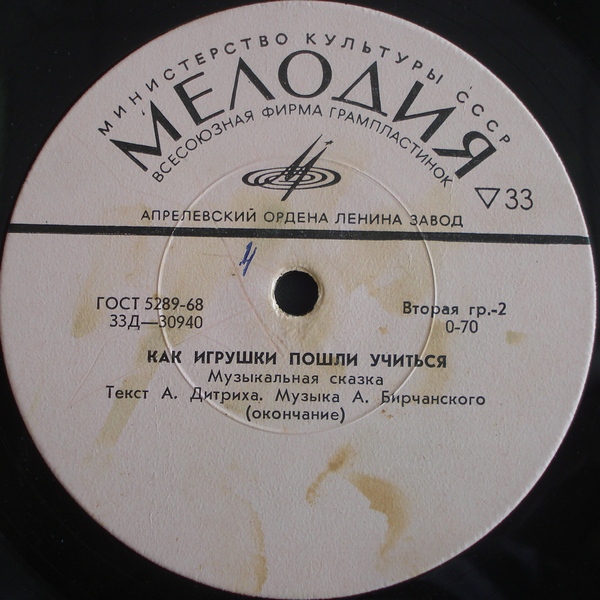 МИНИСТЕРСТВО КУЛЬТУРЫ СССР
МЕЛОДИЯ
ВСЕСОЮЗНАЯ ФИРМА ГРАМПЛАСТИНОК
33
АПРЕЛЕВСКИЙ ОРДЕНА ЛЕНИНА ЗАВОД
ГОСТ 5289-68
33Д—30940
Вторая гр.-2
0-70
КАК ИГРУШКИ ПОШЛИ УЧИТЬСЯ
Музыкальная сказка
Текст А. Дитриха. Музыка А. Бирчанского
(окончание)